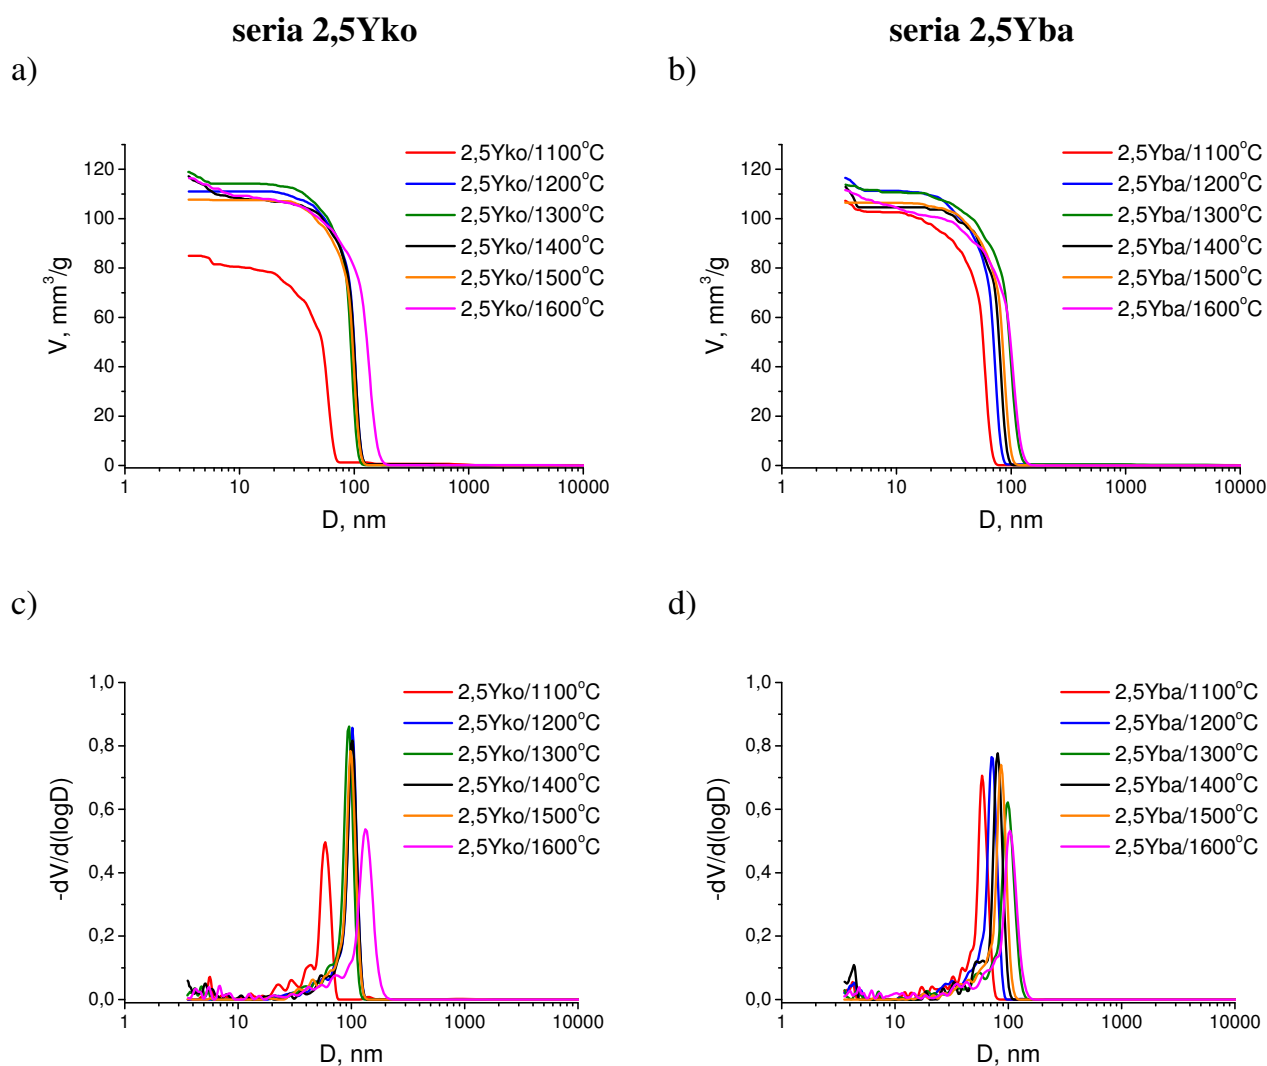 seria 2,5Yko
seria 2,5Yba
a)
b)
2,5Yko/1100°C
2,5Yko/1200°C
2,5Yko/1300°C
2,5Yko/1400°C
2,5Yko/1500°C
2,5Yko/1600°C
120
100
80
60
40
20
0
V, mm³/g
1
10
100
1000
10000
D, nm
2,5Yba/1100°C
2,5Yba/1200°C
2,5Yba/1300°C
2,5Yba/1400°C
2,5Yba/1500°C
2,5Yba/1600°C
120
100
80
60
40
20
0
V, mm³/g
1
10
100
1000
10000
D, nm
c)
d)
2,5Yko/1100°C
2,5Yko/1200°C
2,5Yko/1300°C
2,5Yko/1400°C
2,5Yko/1500°C
2,5Yko/1600°C
1,0
0,8
0,6
0,4
0,2
0,0
-dV/d(logD)
1
10
100
1000
10000
D, nm
2,5Yba/1100°C
2,5Yba/1200°C
2,5Yba/1300°C
2,5Yba/1400°C
2,5Yba/1500°C
2,5Yba/1600°C
1,0
0,8
0,6
0,4
0,2
0,0
-dV/d(logD)
1
10
100
1000
10000
D, nm